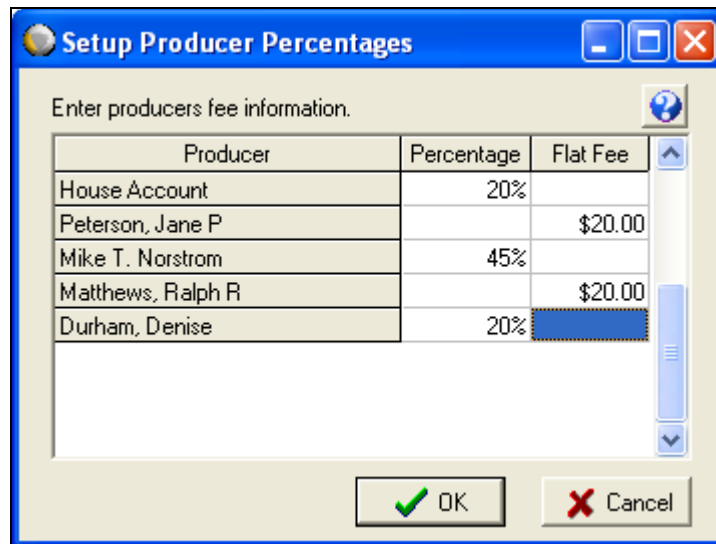 Setup Producer Percentages
Enter producers fee information.
Producer Percentage Flat Fee
House Account 20%
Peterson, Jane P $20.00
Mike T. Norstrom 45%
Matthews, Ralph R $20.00
Durham, Denise 20%
OK Cancel